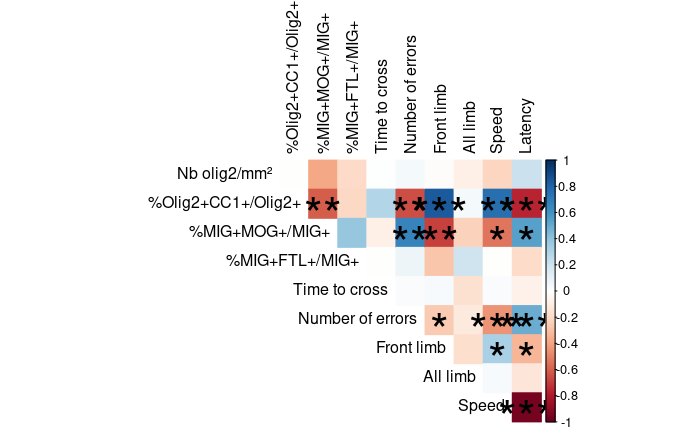 %Olig2+CC1+/Olig2+
%MIG+MOG+/MIG+
%MIG+FTL+/MIG+
Time to cross
Number of errors
Front limb
All limb
Speed
Latency
Nb olig2/mm²
%Olig2+CC1+/Olig2+
%MIG+MOG+/MIG+
%MIG+FTL+/MIG+
Time to cross
Number of errors
Front limb
All limb
Speed
1
0.8
0.6
0.4
0.2
0
-0.2
-0.4
-0.6
-0.8
-1